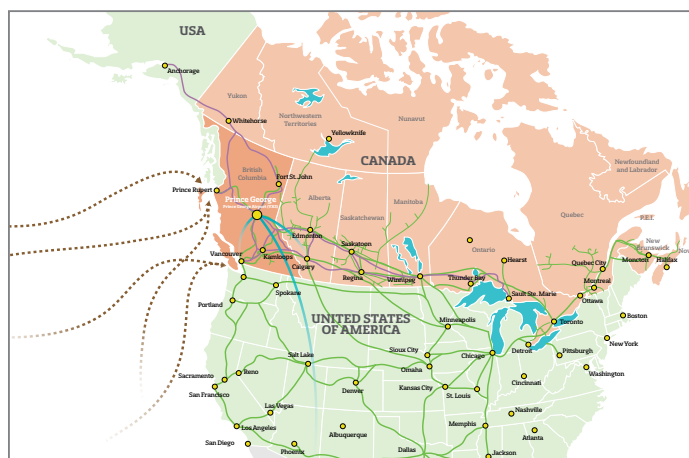 USA
Anchorage
Yukon
Whitehorse
Northwestern
Territories
Nunavut
Yellowknife
CANADA
Newfoundland
and Labrador
British
Columbia
Fort St. John
Prince Rupert
Alberta
Prince George
Manitoba
Saskatchewan
Quebec
P.E.I.
Edmonton
Saskatoon
Ontario
Hearst
New
Brunswick
Vancouver
Kamloops
Calgary
Regina
Winnipeg
Thunder Bay
Quebec City
Moncton
Halifax
Sault Ste. Marie
Montreal
Ottawa
Spokane
Portland
UNITED STATES
OF AMERICA
Minneapolis
Toronto
Boston
Sioux City
Chicago
Detroit
Pittsburgh
New York
Salt Lake
Omaha
Sacramento
Reno
San Francisco
Denver
Kansas City
St. Louis
Cincinnati
Washington
Las Vegas
Nashville
Los Angeles
Albuquerque
Memphis
Atlanta
San Diego
Phoenix
Dallas
Jackson